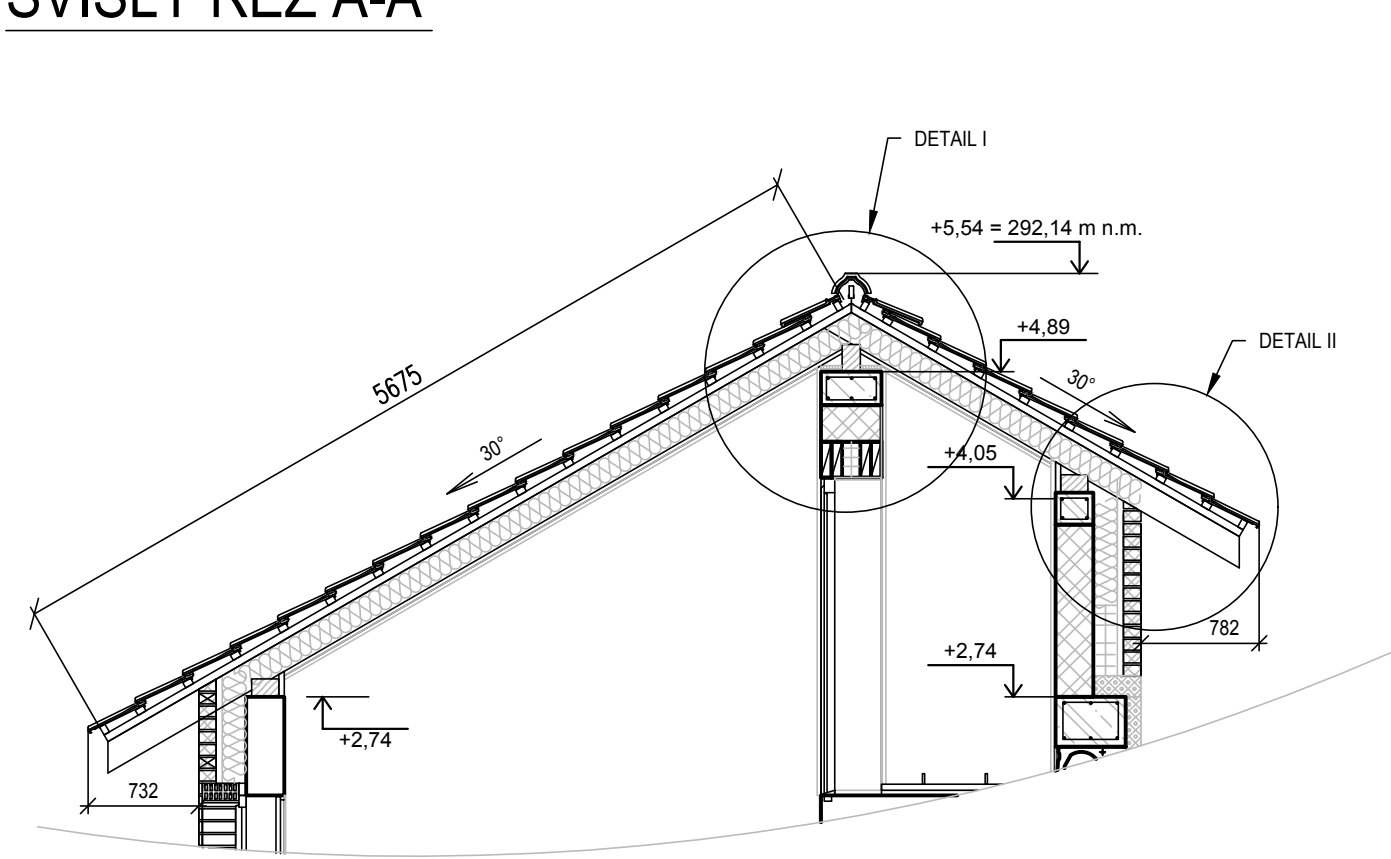 SVISLÝ ŘEZ A-A
DETAIL I
+5,54 = 292,14 m n.m.
+4,89
DETAIL II
30°
5675
30°
+4,05
782
+2,74
+2,74
732